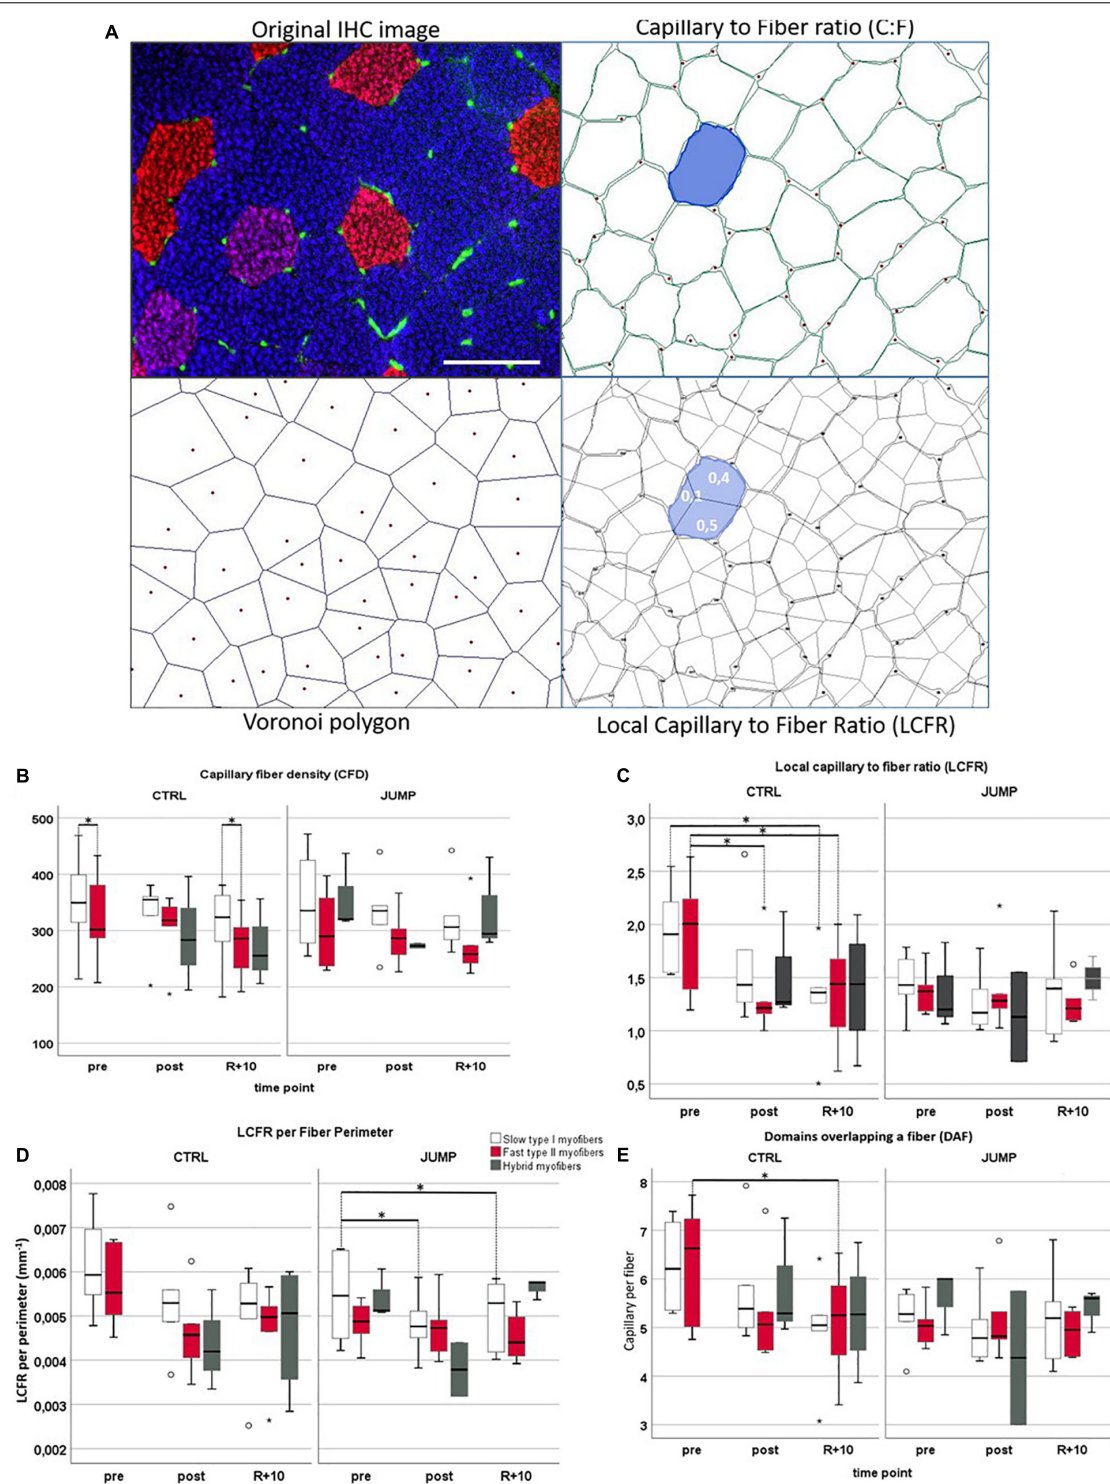 A
Original IHC image
Capillary to Fiber ratio (C:F)
0,4
0,1
0,5
Voronoi polygon
Local Capillary to Fiber Ratio (LCFR)
B
Capillary fiber density (CFD)
CTRL
JUMP
500
400
300
200
100
*
*
*
*
*
pre
post
R+10
pre
post
R+10
time point
C
Local capillary to fiber ratio (LCFR)
CTRL
JUMP
3,0
2,5
2,0
1,5
1,0
0,5
*
*
*
*
*
*
*
pre
post
R+10
pre
post
R+10
D
LCFR per Fiber Perimeter
CTRL
JUMP
Slow type I myofibers
Fast type II myofibers
Hybrid myofibers
LCFR per perimeter (mm⁻¹)
0,008
0,007
0,006
0,005
0,004
0,003
0,002
*
*
*
pre
post
R+10
pre
post
R+10
E
Domains overlapping a fiber (DAF)
CTRL
JUMP
Capillary per fiber
8
7
6
5
4
3
*
*
*
pre
post
R+10
pre
post
R+10
time point